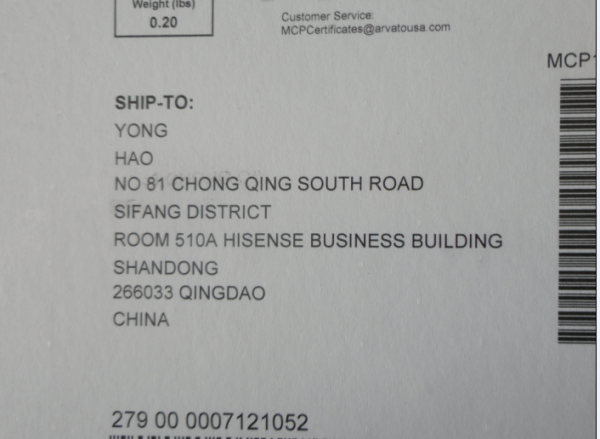 Weight (lbs)
0.20
Customer Service:
MCPCertificates@arvatousa.com
MCP
SHIP-TO:
YONG
HAO
NO 81 CHONG QING SOUTH ROAD
SIFANG DISTRICT
ROOM 510A HISENSE BUSINESS BUILDING
SHANDONG
266033 QINGDAO
CHINA
279 00 0007121052